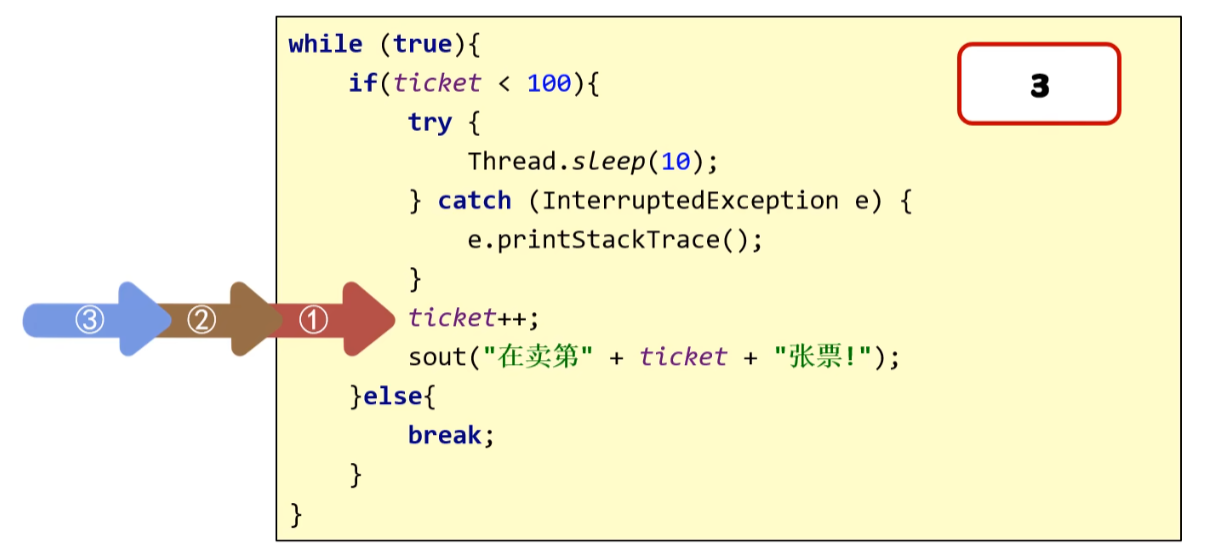 while (true){
if(ticket < 100){
3
try {
Thread.sleep(10);
} catch (InterruptedException e) {
e.printStackTrace();
}
③ ② ① ticket++;
sout("在卖第" + ticket + "张票!");
}else{
break;
}
}